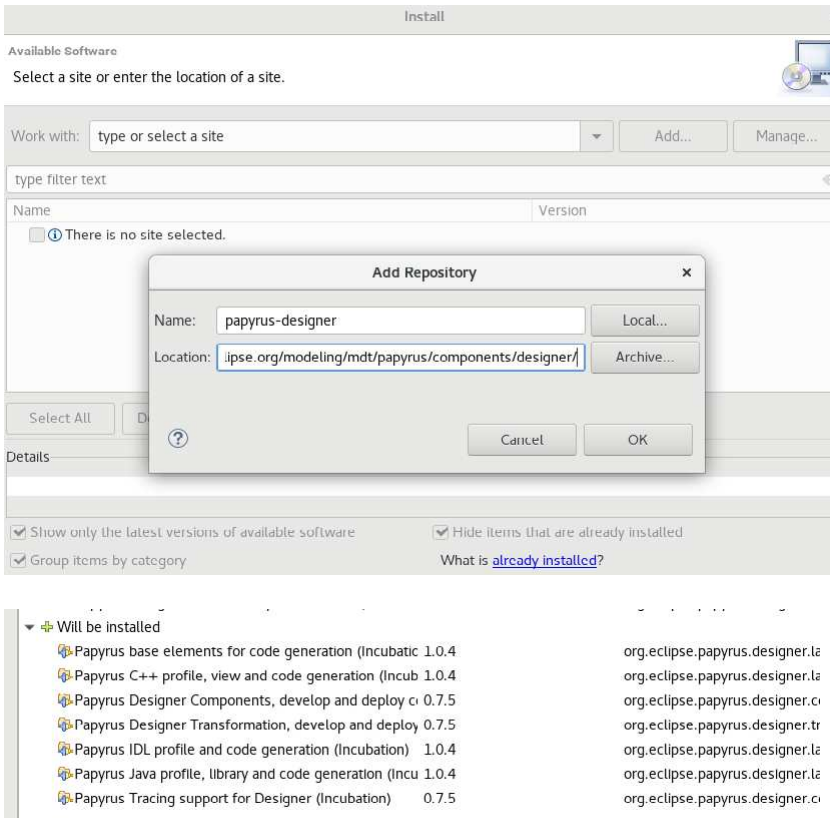 Install
Available Software
Select a site or enter the location of a site.
Work with: type or select a site Add... Manage...
type filter text
Name Version
There is no site selected.
Add Repository ×
Name: papyrus-designer Local...
Location: ipse.org/modeling/mdt/papyrus/components/designer/ Archive...
Select All D
? Cancel OK
Details
Show only the latest versions of available software Hide items that are already installed
Group items by category What is already installed?
Will be installed
Papyrus base elements for code generation (Incubatic 1.0.4 org.eclipse.papyrus.designer.la
Papyrus C++ profile, view and code generation (Incub 1.0.4 org.eclipse.papyrus.designer.la
Papyrus Designer Components, develop and deploy c 0.7.5 org.eclipse.papyrus.designer.c
Papyrus Designer Transformation, develop and deploy 0.7.5 org.eclipse.papyrus.designer.tr
Papyrus IDL profile and code generation (Incubation) 1.0.4 org.eclipse.papyrus.designer.la
Papyrus Java profile, library and code generation (Incu 1.0.4 org.eclipse.papyrus.designer.la
Papyrus Tracing support for Designer (Incubation) 0.7.5 org.eclipse.papyrus.designer.c